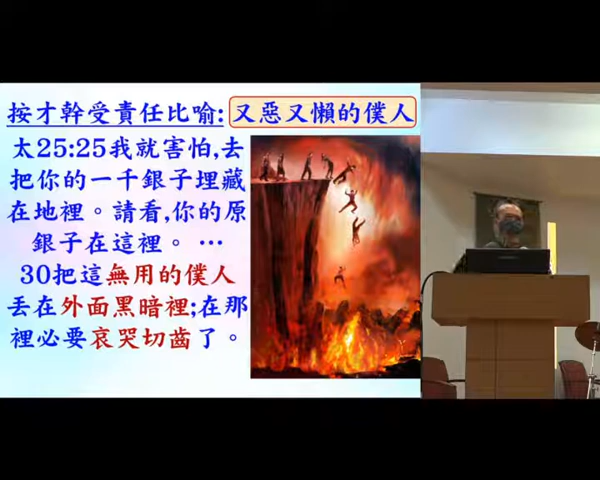 按才幹受責任比喻:又惡又懶的僕人
太25:25我就害怕,去
把你的一千銀子埋藏
在地裡。請看,你的原
銀子在這裡。…
30把這無用的僕人
丟在外面黑暗裡;在那
裡必要哀哭切齒了。